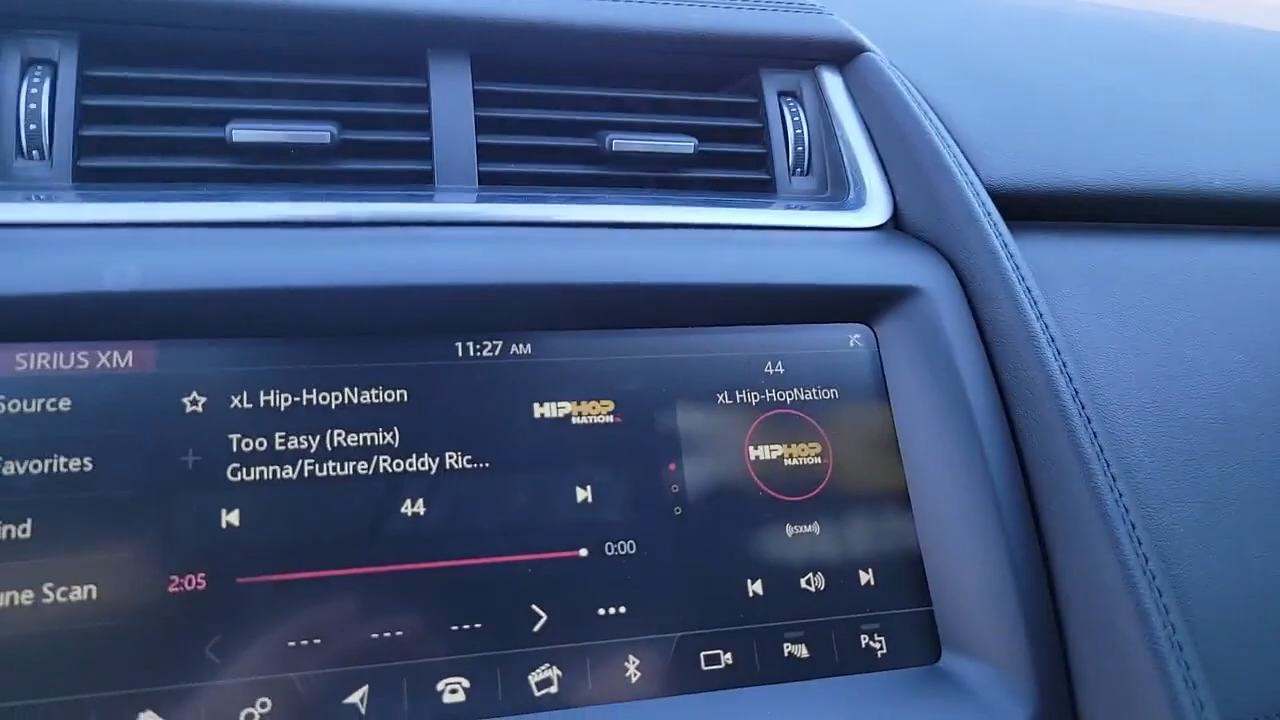 SIRIUS XM
11:27 AM
Source
Favorites
ind
une Scan
xL Hip-HopNation
Too Easy (Remix)
Gunna/Future/Roddy Ric...
44
2:05
0:00
HIPHOP
NATION
44
xL Hip-HopNation
HIPHOP
NATION
((SXM))
--- --- ---
P
P